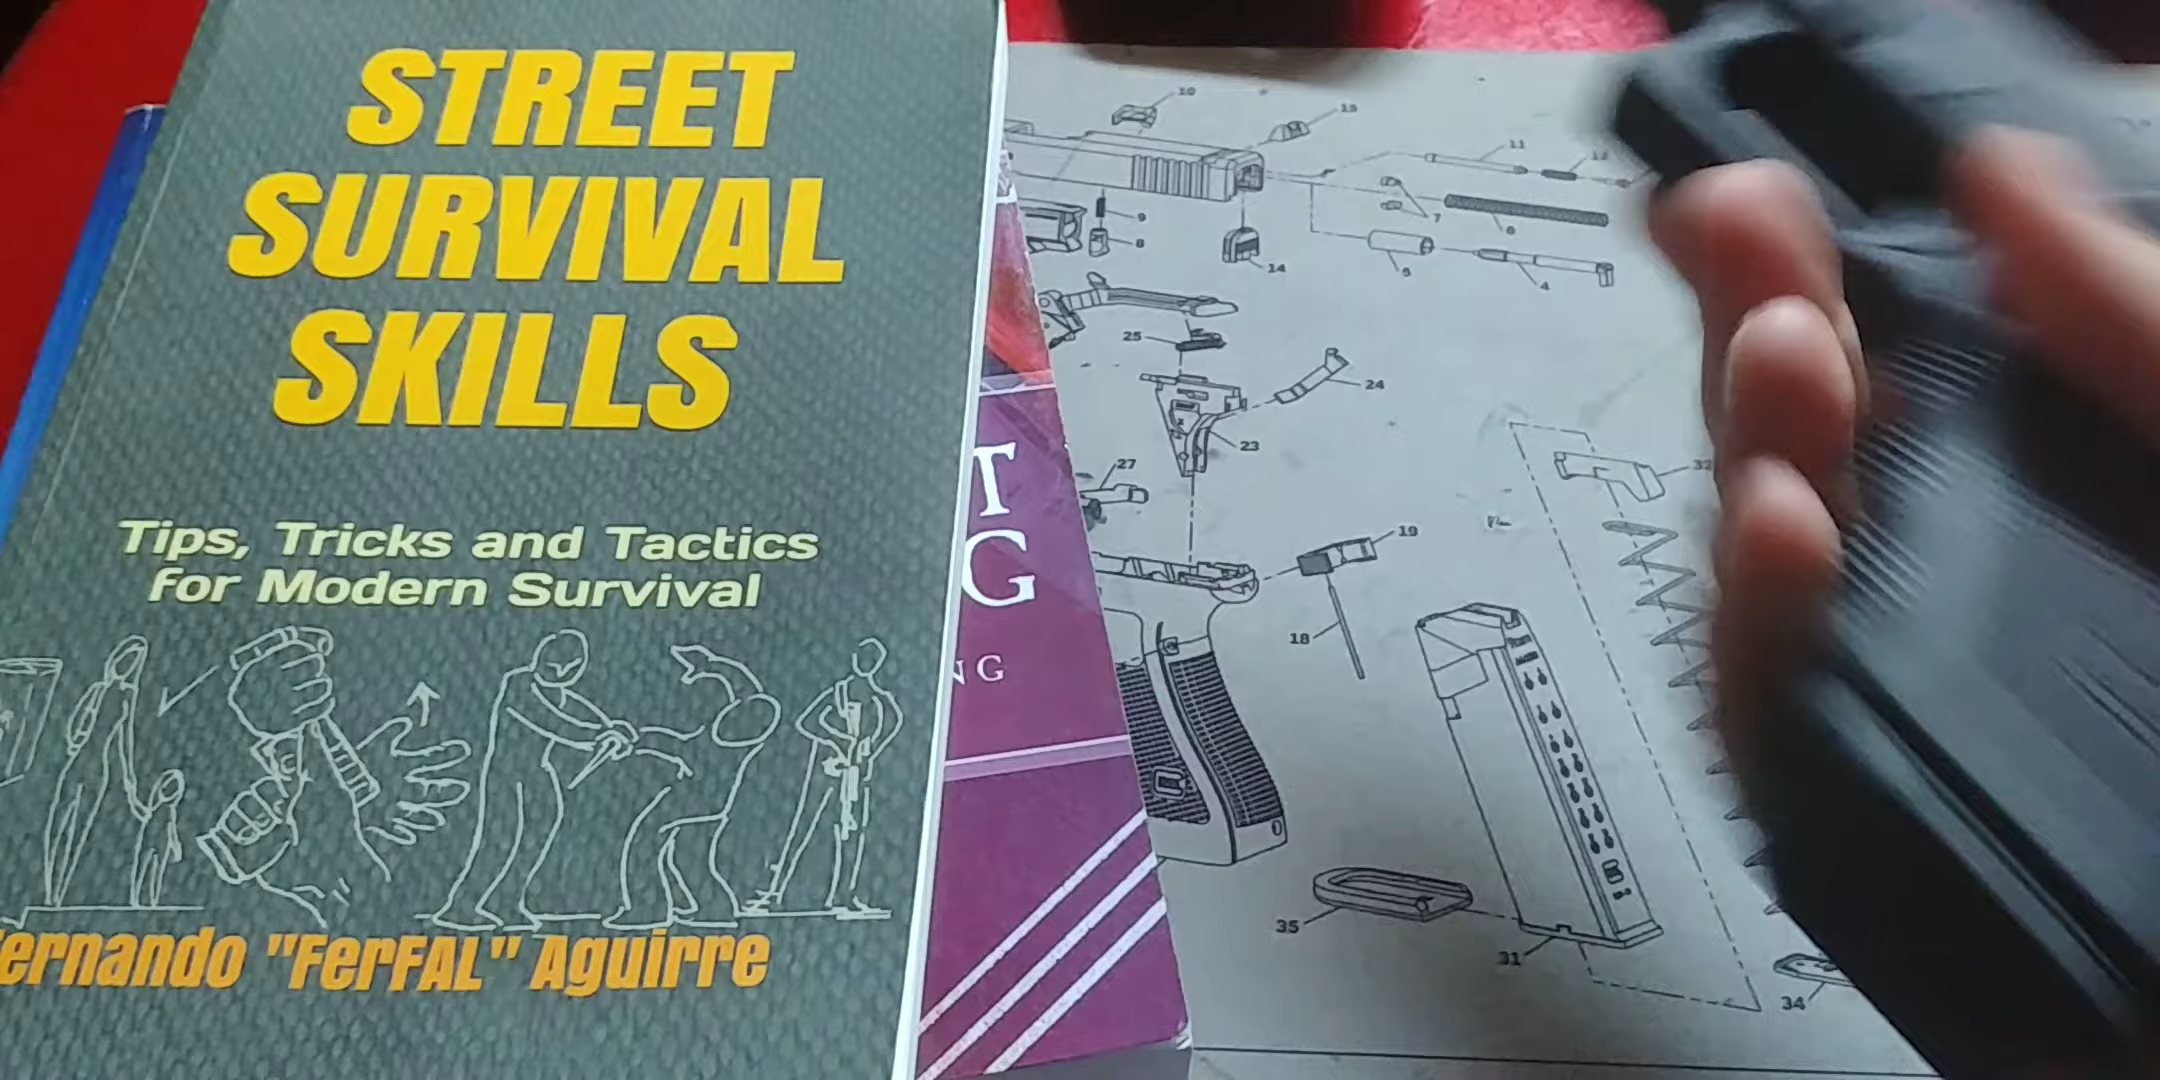 STREET
SURVIVAL
SKILLS
Tips, Tricks and Tactics
for Modern Survival
ernando "FerFAL" Aguirre
T
G
NG
10
15
11
12
9
8
7
6
14
5
4
25
24
23
27
32
19
18
35
31
34